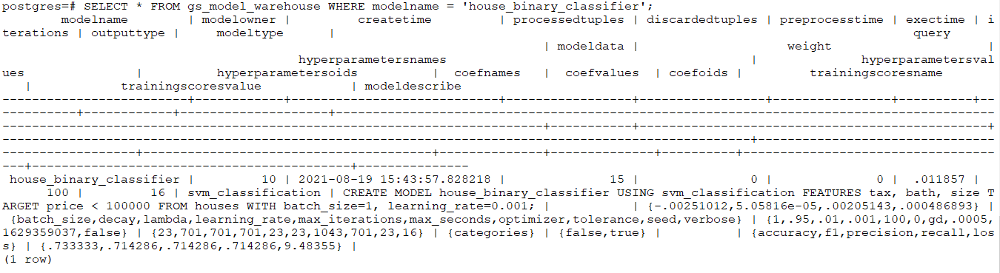 postgres=# SELECT * FROM gs_model_warehouse WHERE modelname = 'house_binary_classifier';
modelname | modelowner | createtime | processedtuples | discardedtuples | preprocesstime | exectime | i
terations | outputtype | modeltype | query
| modeldata | weight |
hyperparametersnames | hyperparametersval
ues | hyperparametersoids | coefnames | coefvalues | coefoids | trainingscoresname
| trainingscoresvalue | modeldescribe
house_binary_classifier | 10 | 2021-08-19 15:43:57.828218 | 15 | 0 | 0 | .011857 |
100 | 16 | svm_classification | CREATE MODEL house_binary_classifier USING svm_classification FEATURES tax, bath, size T
ARGET price < 100000 FROM houses WITH batch_size=1, learning_rate=0.001; | | {-.00251012,5.05816e-05,.00205143,.000486893} |
{batch_size,decay,lambda,learning_rate,max_iterations,max_seconds,optimizer,tolerance,seed,verbose} | {1,.95,.01,.001,100,0,gd,.0005,
1629359037,false} | {23,701,701,701,23,23,1043,701,23,16} | {categories} | {false,true} | | {accuracy,f1,precision,recall,los
s} | {.733333,.714286,.714286,.714286,9.48355} |
(1 row)